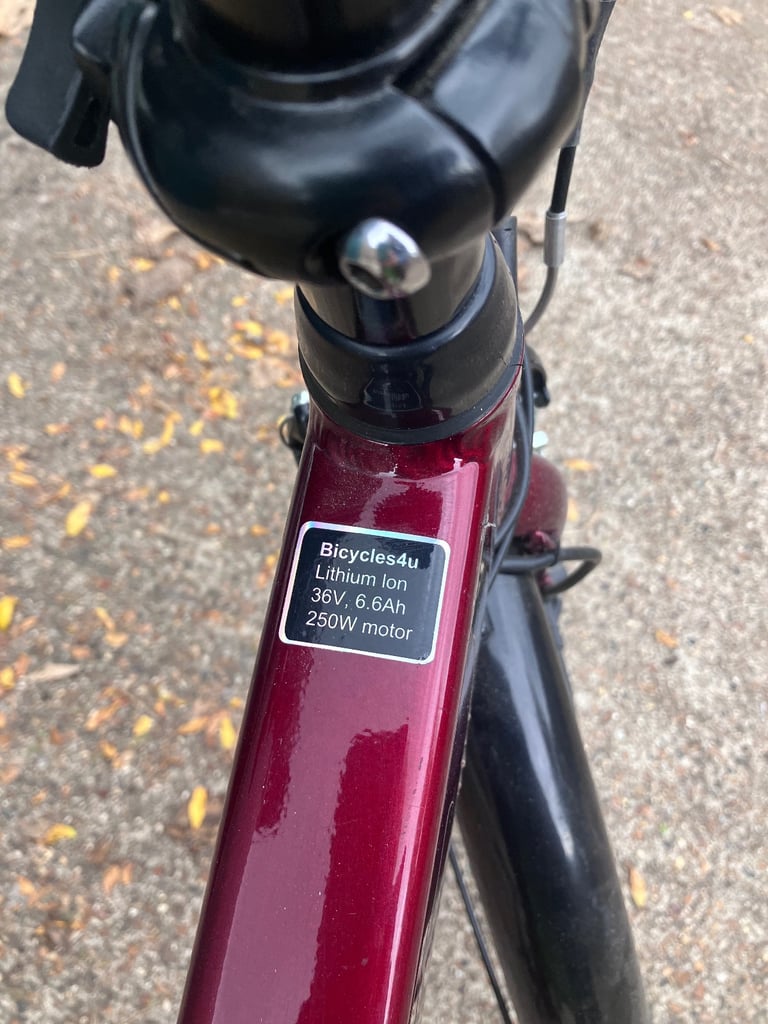 Bicycles4u
Lithium Ion
36V, 6.6Ah
250W motor